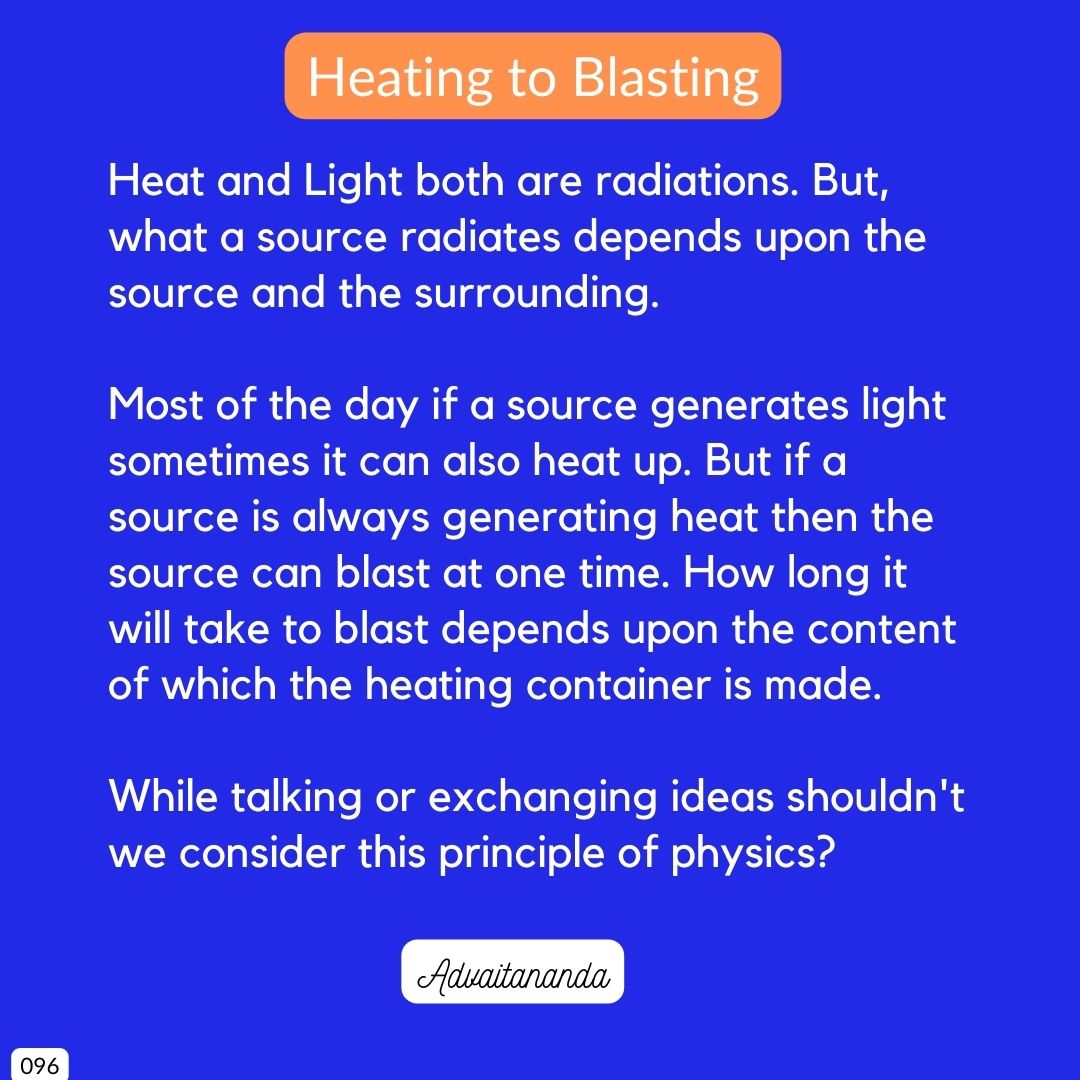 Heating to Blasting
Heat and Light both are radiations. But,
what a source radiates depends upon the
source and the surrounding.
Most of the day if a source generates light
sometimes it can also heat up. But if a
source is always generating heat then the
source can blast at one time. How long it
will take to blast depends upon the content
of which the heating container is made.
While talking or exchanging ideas shouldn't
we consider this principle of physics?
Advaitananda
096